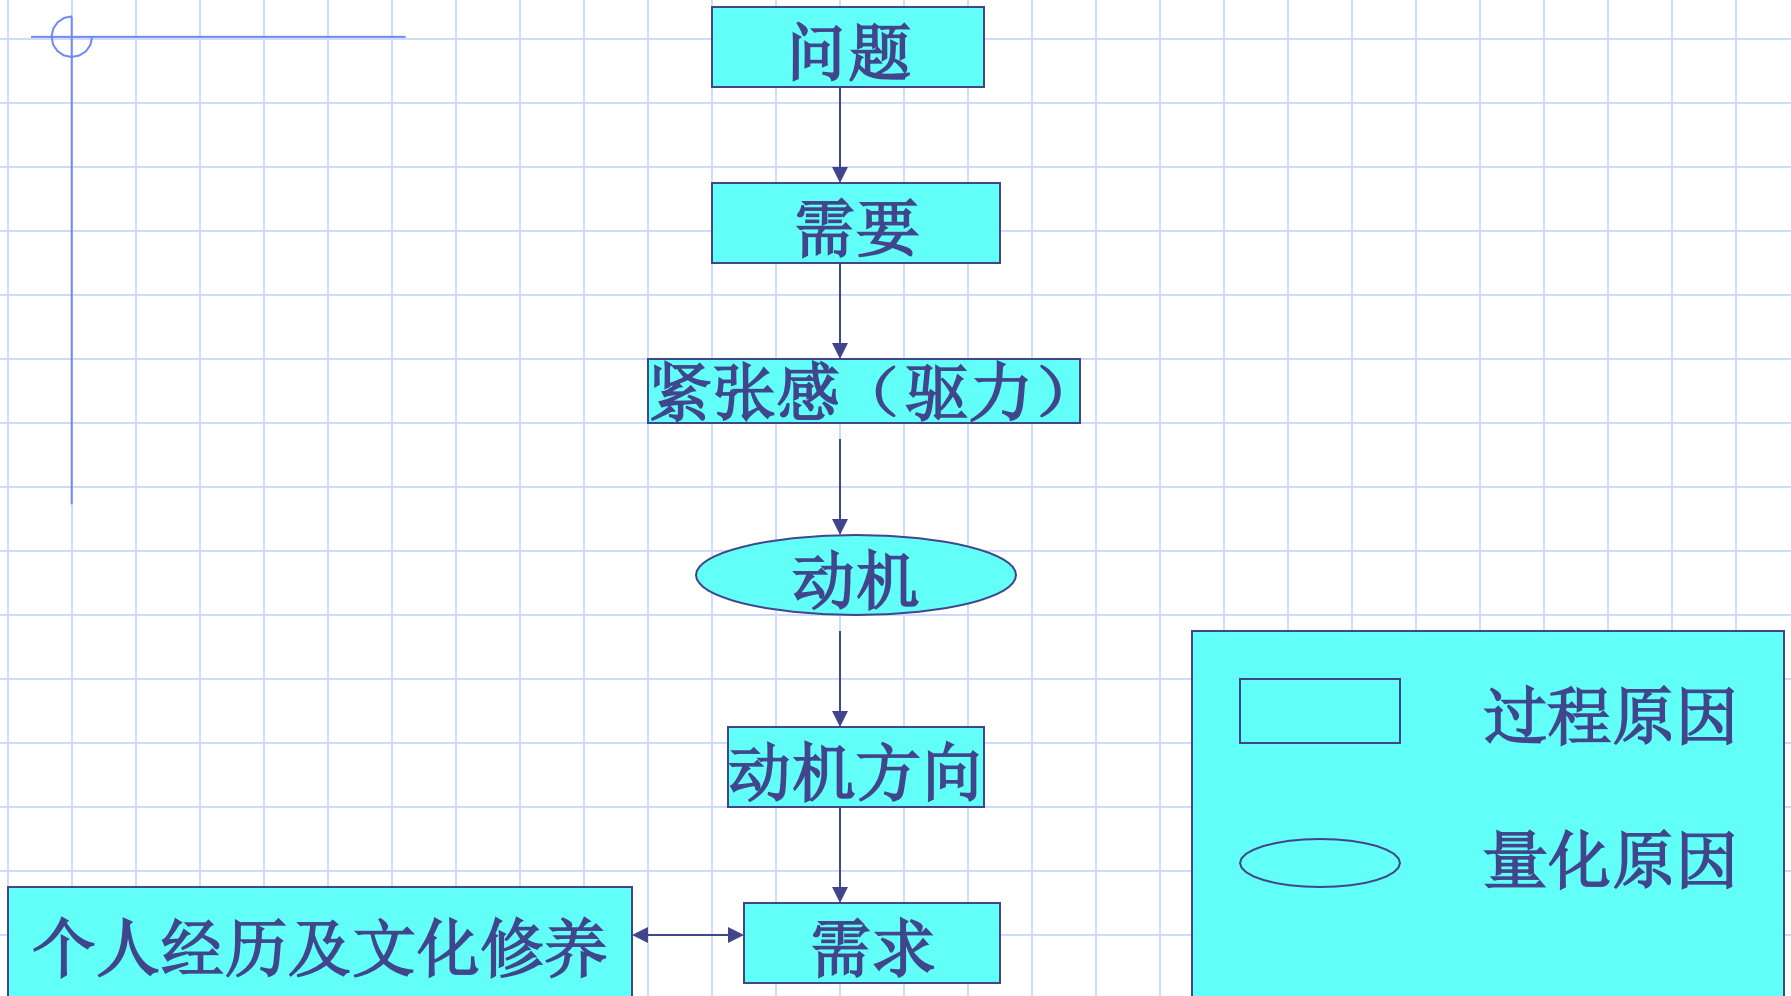 问题
需要
紧张感（驱力）
动机
动机方向
需求
个人经历及文化修养
过程原因
量化原因